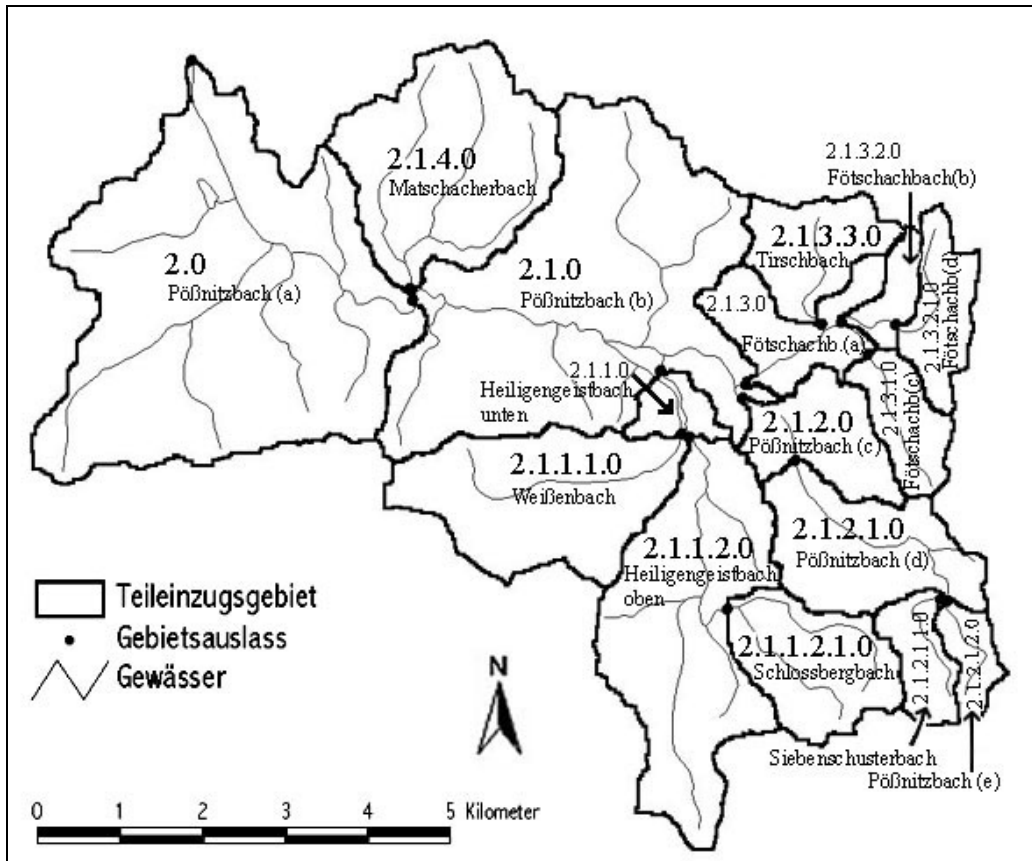 2.1.4.0
Matschacherbach
2.1.3.2.0
Fötschachbach(b)
2.0
Pößnitzbach (a)
2.1.0
Pößnitzbach (b)
2.1.3.3.0
Tirschbach
2.1.3.0
Fötschachb.(a)
2.1.3.2.1.0
Fötschachb(d)
2.1.3.1.0
Fötschachb(c)
2.1.1.0
Heiligengeistbach
unten
2.1.2.0
Pößnitzbach (c)
2.1.1.1.0
Weißenbach
2.1.1.2.0
Heiligengeistbach
oben
2.1.2.1.0
Pößnitzbach (d)
2.1.1.2.1.0
Schlossbergbach
2.1.2.1.1.0
2.1.2.1.2.0
Siebenschusterbach
Pößnitzbach (e)
Teileinzugsgebiet
Gebietsauslass
Gewässer
N
0 1 2 3 4 5 Kilometer